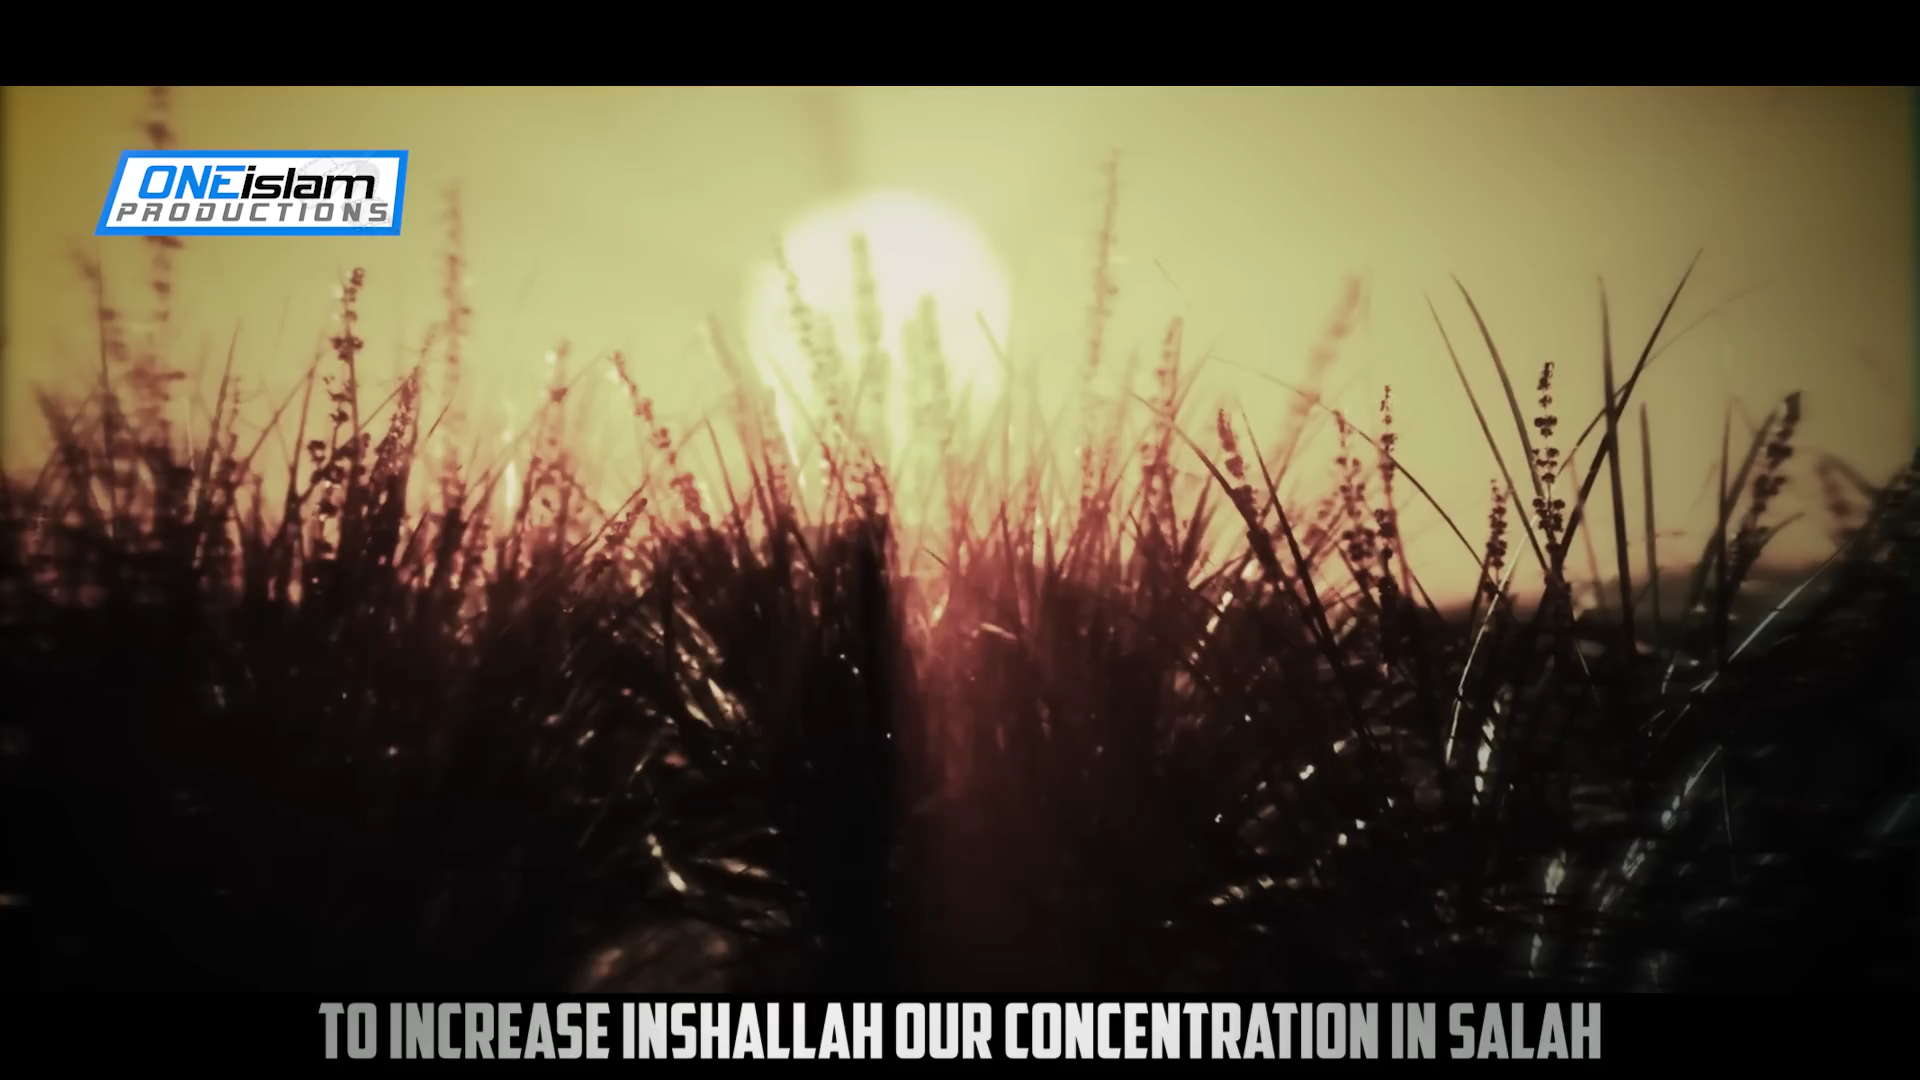 ONEislam
PRODUCTIONS
TO INCREASE INSHALLAH OUR CONCENTRATION IN SALAH